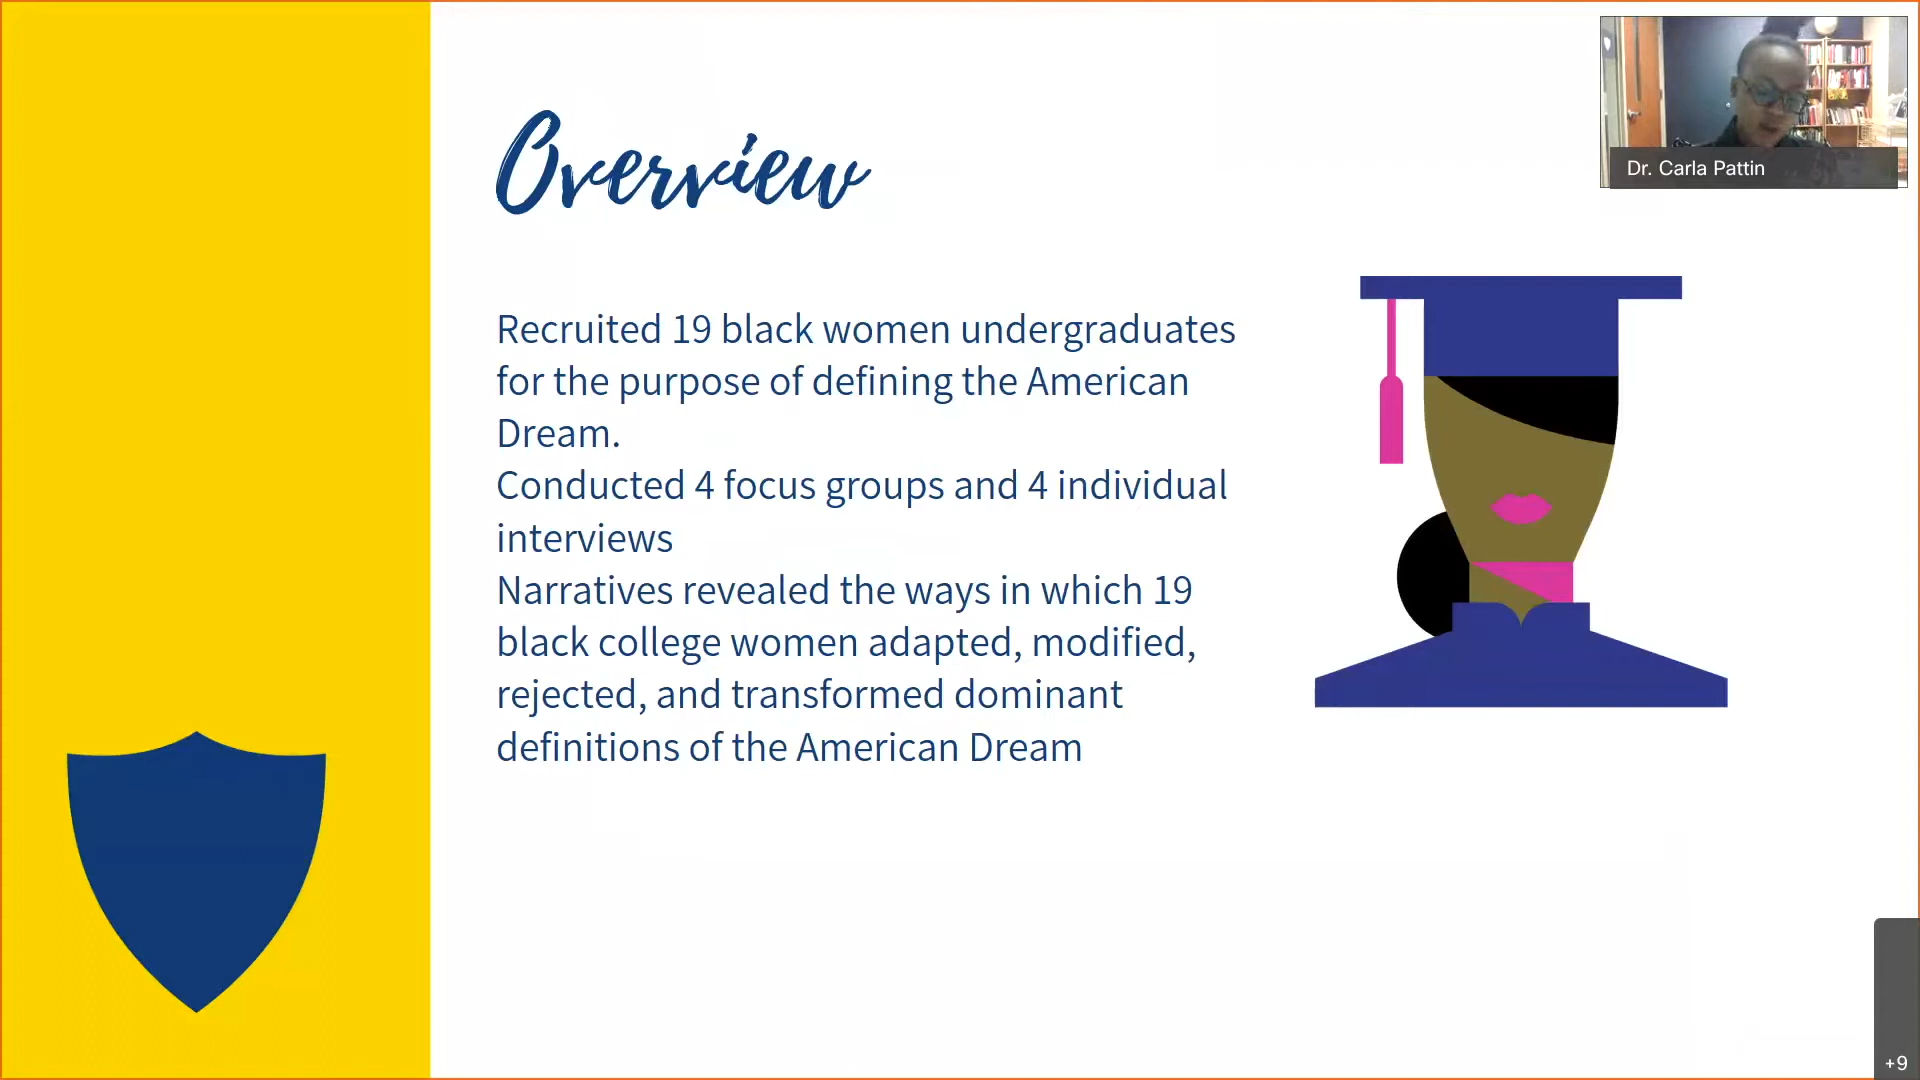 Overview
Recruited 19 black women undergraduates
for the purpose of defining the American
Dream.
Conducted 4 focus groups and 4 individual
interviews
Narratives revealed the ways in which 19
black college women adapted, modified,
rejected, and transformed dominant
definitions of the American Dream
Dr. Carla Pattin
+9